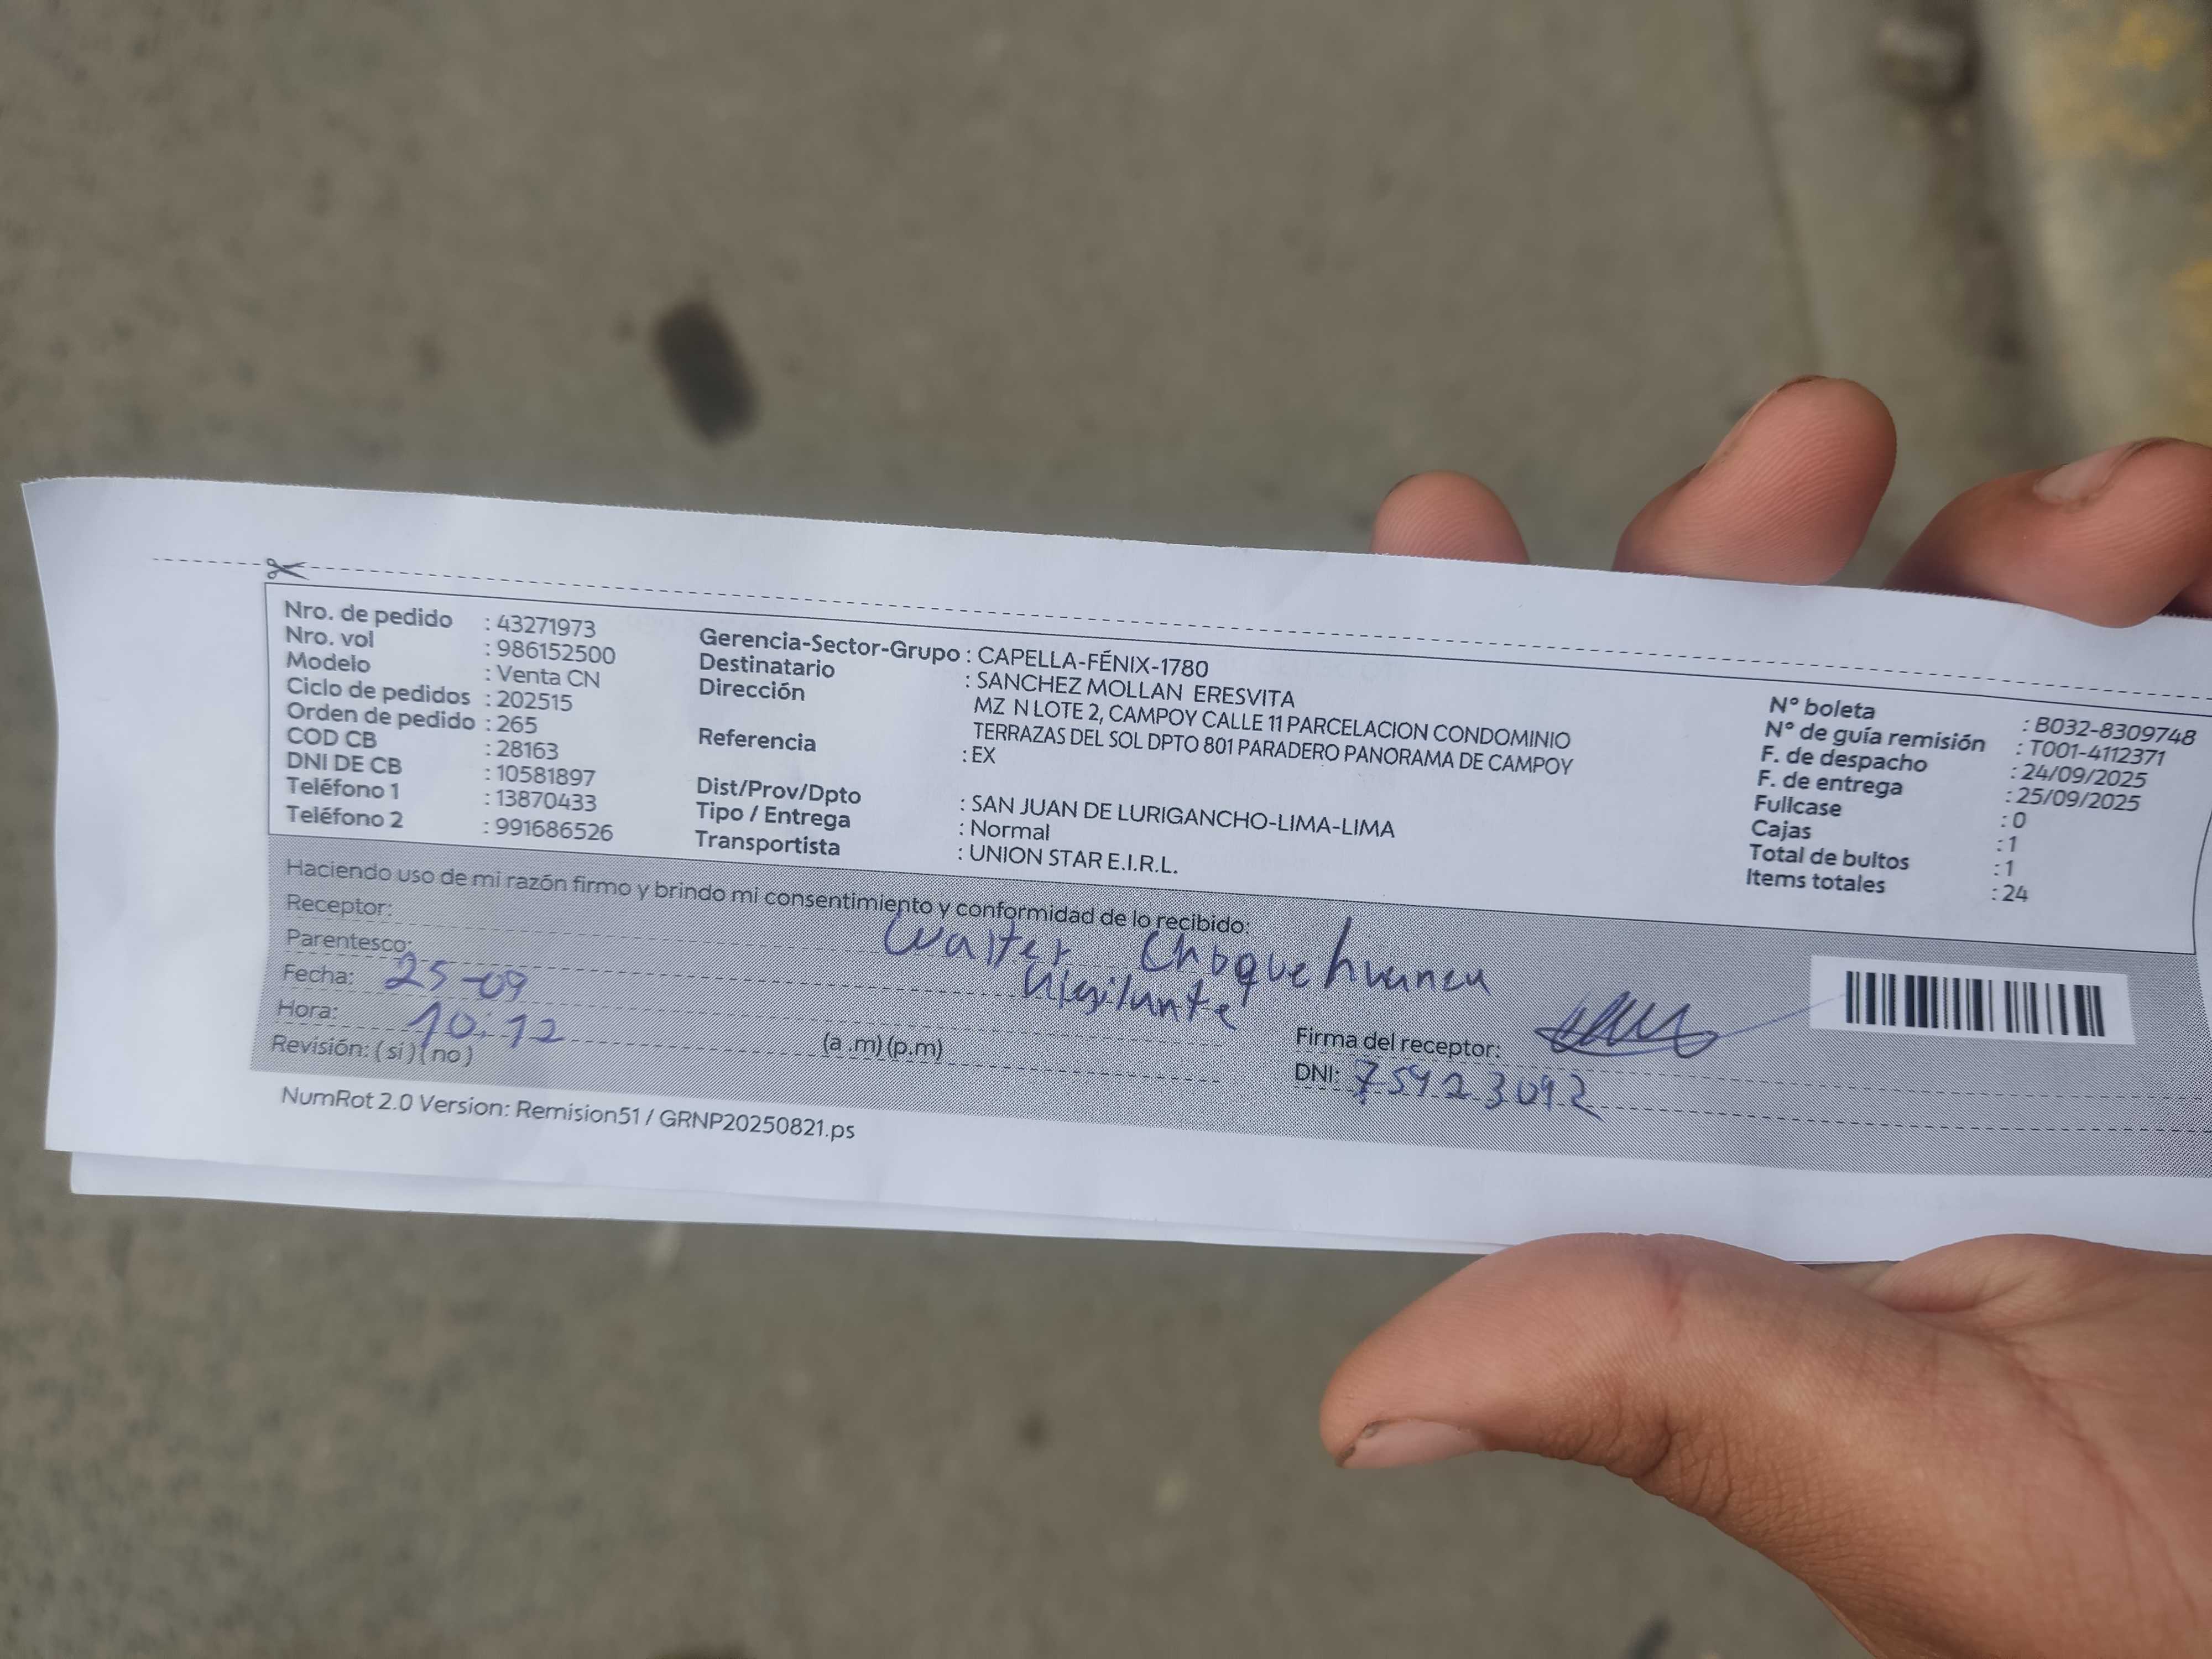 Nro. de pedido : 43271973
Nro. vol : 986152500
Modelo : Venta CN
Ciclo de pedidos : 202515
Orden de pedido : 265
COD CB : 28163
DNI DE CB : 10581897
Teléfono 1 : 13870433
Teléfono 2 : 991686526
Gerencia-Sector-Grupo : CAPELLA-FÉNIX-1780
Destinatario : SANCHEZ MOLLAN ERESVITA
Dirección MZ N LOTE 2, CAMPOY CALLE 11 PARCELACION CONDOMINIO
TERRAZAS DEL SOL DPTO 801 PARADERO PANORAMA DE CAMPOY
Referencia : EX
Dist/Prov/Dpto : SAN JUAN DE LURIGANCHO-LIMA-LIMA
Tipo / Entrega : Normal
Transportista : UNION STAR E.I.R.L.
N° boleta : B032-8309748
N° de guía remisión : T001-4112371
F. de despacho : 24/09/2025
F. de entrega : 25/09/2025
Fullcase : 0
Cajas : 1
Total de bultos : 1
Items totales : 24
Haciendo uso de mi razón firmo y brindo mi consentimiento y conformidad de lo recibido:
Receptor: Walter Choquehuanca
Parentesco: Vigilante
Fecha: 25-09
Hora: 10:12 (a .m) (p.m)
Revisión: ( si ) ( no )
Firma del receptor:
DNI: 75923092
NumRot 2.0 Version: Remision51 / GRNP20250821.ps